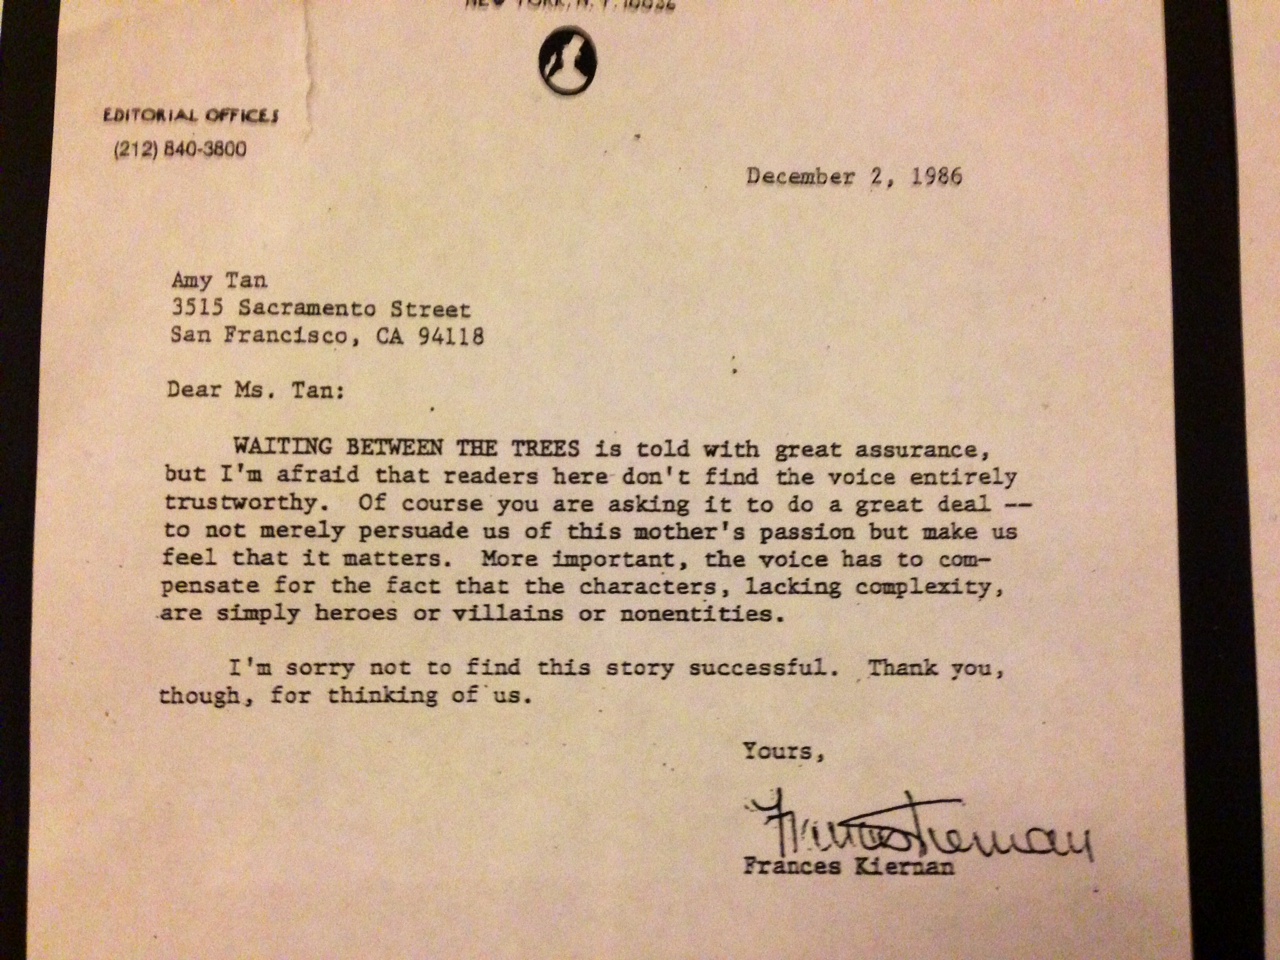 NEW YORK, N. Y. 10036
EDITORIAL OFFICES
(212) 840-3800
December 2, 1986
Amy Tan
3515 Sacramento Street
San Francisco, CA 94118
Dear Ms. Tan:
WAITING BETWEEN THE TREES is told with great assurance,
but I'm afraid that readers here don't find the voice entirely
trustworthy. Of course you are asking it to do a great deal --
to not merely persuade us of this mother's passion but make us
feel that it matters. More important, the voice has to com-
pensate for the fact that the characters, lacking complexity,
are simply heroes or villains or nonentities.
I'm sorry not to find this story successful. Thank you,
though, for thinking of us.
Yours,
Frances Kiernan
Frances Kiernan